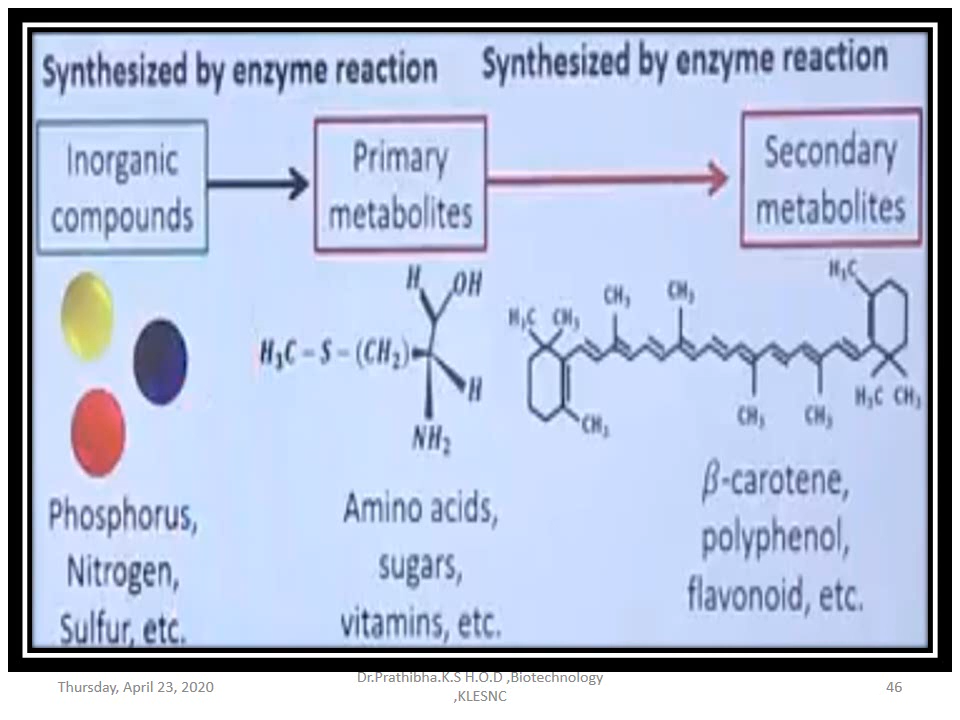 Synthesized by enzyme reaction
Synthesized by enzyme reaction
Inorganic
compounds
Primary
metabolites
Secondary
metabolites
H OH
H₃C – S – (CH₂)
H
NH₂
H₃C CH₃
CH₃
CH₃
CH₃
CH₃
CH₃
H₃C
H₃C CH₃
Phosphorus,
Nitrogen,
Sulfur, etc.
Amino acids,
sugars,
vitamins, etc.
β-carotene,
polyphenol,
flavonoid, etc.
Thursday, April 23, 2020
Dr.Prathibha.K.S H.O.D ,Biotechnology
,KLESNC
46